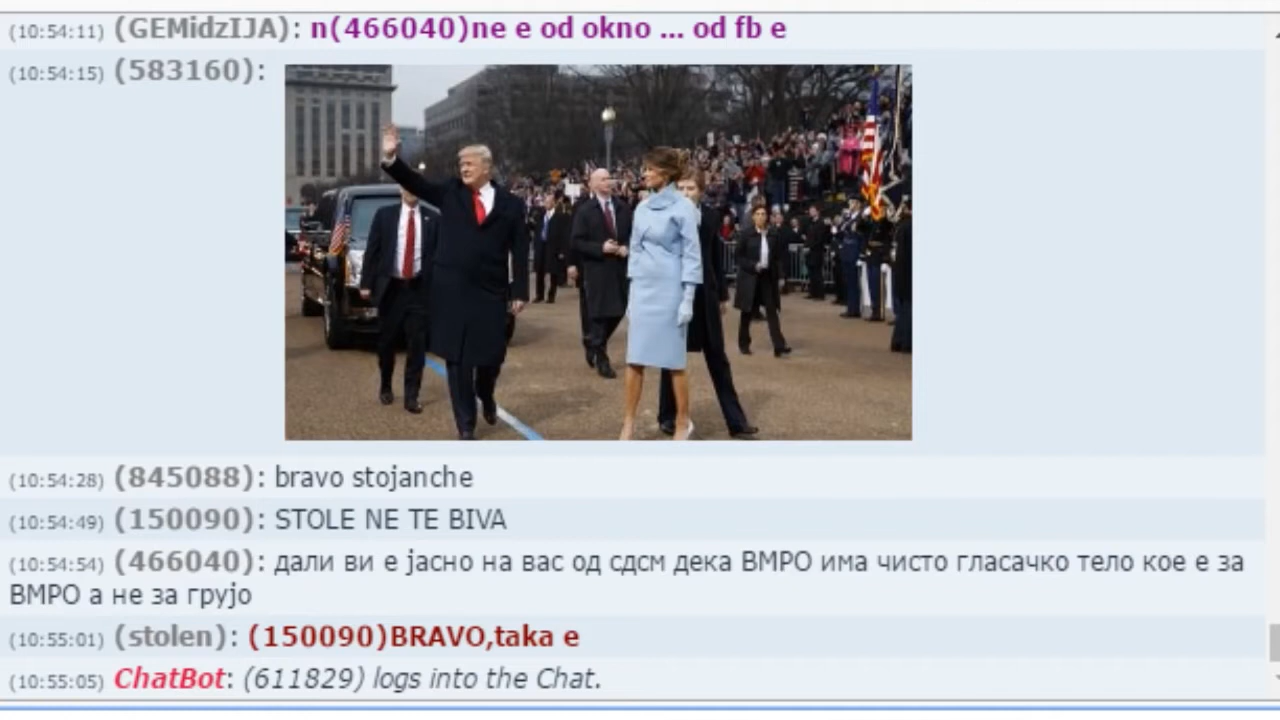 (10:54:11) (GEMidzIJA): n(466040)ne e od okno ... od fb e
(10:54:15) (583160):
(10:54:28) (845088): bravo stojanche
(10:54:49) (150090): STOLE NE TE BIVA
(10:54:54) (466040): дали ви е јасно на вас од сдсм дека ВМРО има чисто гласачко тело кое е за
ВМРО а не за грујо
(10:55:01) (stolen): (150090)BRAVO,taka e
(10:55:05) ChatBot: (611829) logs into the Chat.